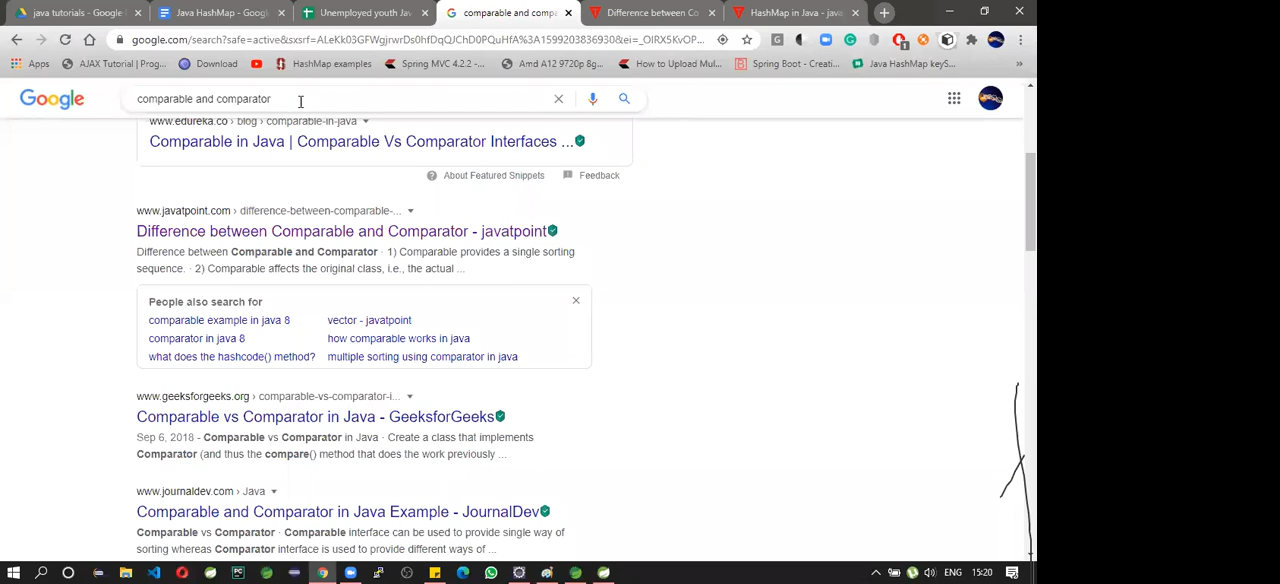 java tutorials - Google
Java HashMap - Goog
Unemployed youth Jav
comparable and compa
Difference between Co
HashMap in Java - java
google.com/search?safe=active&sxsrf=ALeKk03GFWgjrwrDs0hfDqQJChD0PQuHfA%3A1599203836930&ei=_OlRX5KvOP...
Apps
AJAX Tutorial | Prog...
Download
HashMap examples
Spring MVC 4.2.2 -...
Amd A12 9720p 8g...
How to Upload Mul...
Spring Boot - Creati...
Java HashMap keyS...
Google
comparable and comparator
www.edureka.co › blog › comparable-in-java
Comparable in Java | Comparable Vs Comparator Interfaces ...
About Featured Snippets
Feedback
www.javatpoint.com › difference-between-comparable-...
Difference between Comparable and Comparator - javatpoint
Difference between Comparable and Comparator · 1) Comparable provides a single sorting
sequence. · 2) Comparable affects the original class, i.e., the actual ...
People also search for
comparable example in java 8
vector - javatpoint
comparator in java 8
how comparable works in java
what does the hashcode() method?
multiple sorting using comparator in java
www.geeksforgeeks.org › comparable-vs-comparator-i...
Comparable vs Comparator in Java - GeeksforGeeks
Sep 6, 2018 - Comparable vs Comparator in Java · Create a class that implements
Comparator (and thus the compare() method that does the work previously ...
www.journaldev.com › Java
Comparable and Comparator in Java Example - JournalDev
Comparable vs Comparator · Comparable interface can be used to provide single way of
sorting whereas Comparator interface is used to provide different ways of ...
ENG
15:20